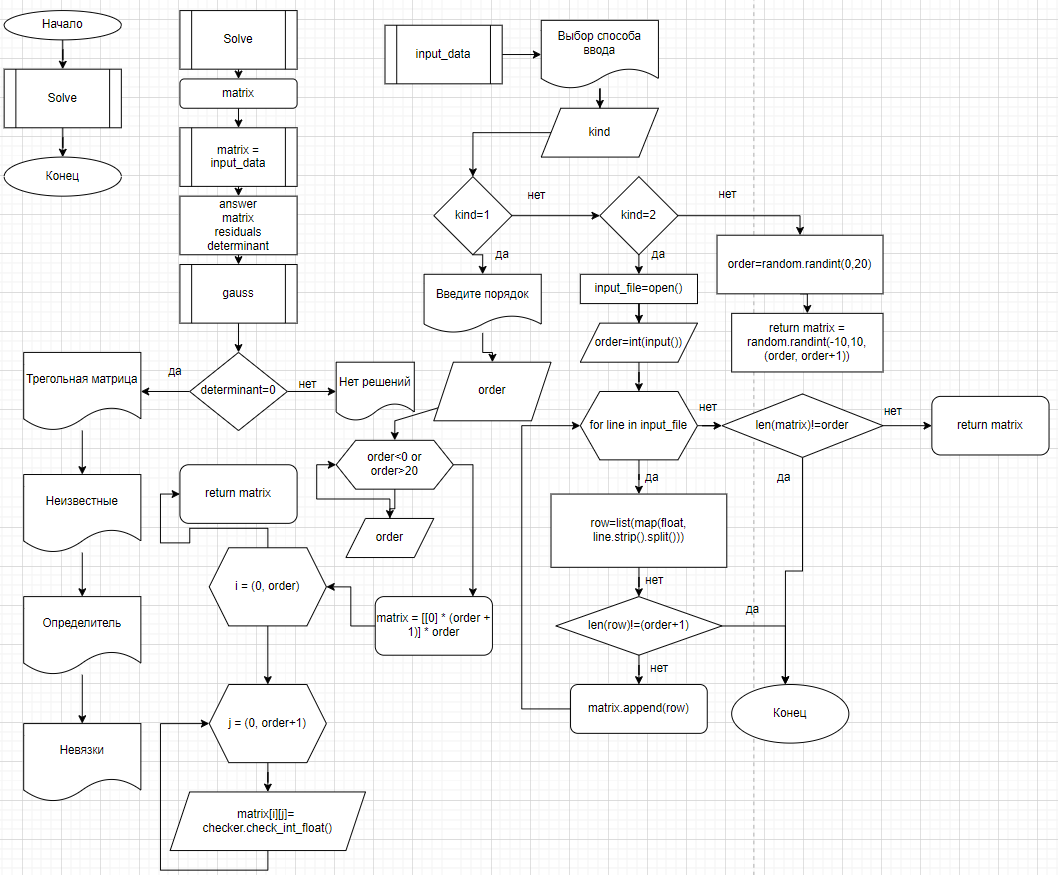 Начало
Solve
Конец
Solve
matrix
matrix =
input_data
answer
matrix
residuals
determinant
gauss
determinant=0
да
нет
Трегольная матрица
Нет решений
Неизвестные
Определитель
Невязки
input_data
Выбор способа
ввода
kind
kind=1
нет
да
kind=2
нет
да
Введите порядок
order
order<0 or
order>20
order
matrix = [[0] * (order +
1)] * order
return matrix
i = (0, order)
j = (0, order+1)
matrix[i][j]=
checker.check_int_float()
input_file=open()
order=int(input())
for line in input_file
нет
да
row=list(map(float,
line.strip().split()))
нет
len(row)!=(order+1)
да
нет
matrix.append(row)
order=random.randint(0,20)
return matrix =
random.randint(-10,10,
(order, order+1))
len(matrix)!=order
нет
да
return matrix
Конец